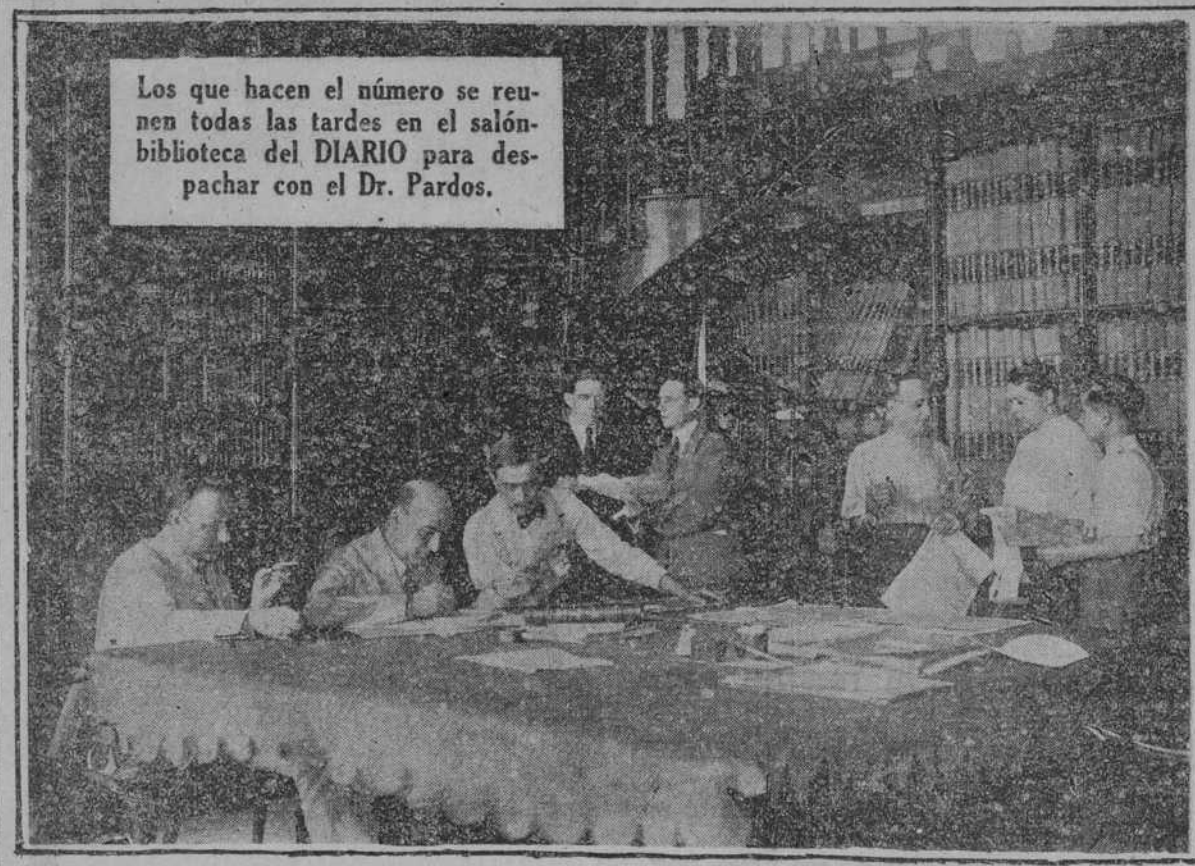 Los que hacen el número se reu-
nen todas las tardes en el salón-
biblioteca del DIARIO para des-
pachar con el Dr. Pardos.